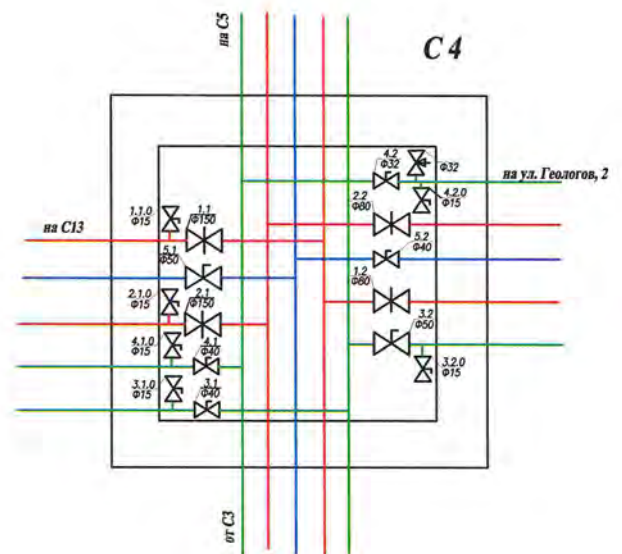 на С5
С 4
4.2
Ф32
Ф32
на ул. Геологов, 2
4.2.0
Ф15
2.2
Ф80
5.2
Ф40
1.2
Ф80
3.2
Ф50
3.2.0
Ф15
на С13
1.1.0
Ф15
1.1
Ф150
5.1
Ф50
2.1.0
Ф15
2.1
Ф150
4.1.0
Ф15
4.1
Ф40
3.1.0
Ф15
3.1
Ф40
от С3